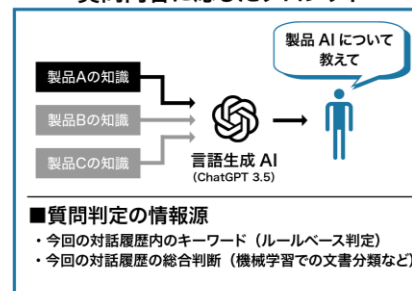 製品 AI について
教えて
製品Aの知識
製品Bの知識
製品Cの知識
言語生成 AI
(ChatGPT 3.5)
■質問判定の情報源
・今回の対話履歴内のキーワード（ルールベース判定）
・今回の対話履歴の総合判断（機械学習での文書分類など）